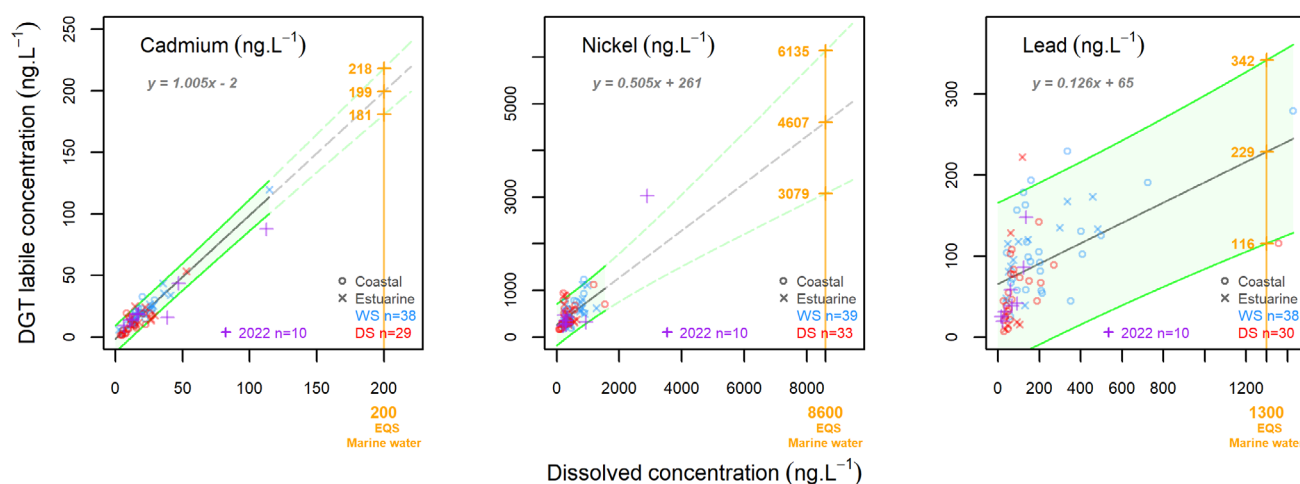 DGT labile concentration (ng.L⁻¹)
Cadmium (ng.L⁻¹)
y = 1.005x - 2
218
199
181
Coastal
Estuarine
WS n=38
2022 n=10
DS n=29
0
50
100
150
200
250
0
50
100
150
200
200
EQS
Marine water
Nickel (ng.L⁻¹)
y = 0.505x + 261
6135
4607
3079
Coastal
Estuarine
WS n=39
2022 n=10
DS n=33
0
1000
3000
5000
0
2000
4000
6000
8000
8600
EQS
Marine water
Lead (ng.L⁻¹)
y = 0.126x + 65
342
229
116
Coastal
Estuarine
WS n=38
2022 n=10
DS n=30
0
100
200
300
0
200
400
600
800
1200
1300
EQS
Marine water
Dissolved concentration (ng.L⁻¹)